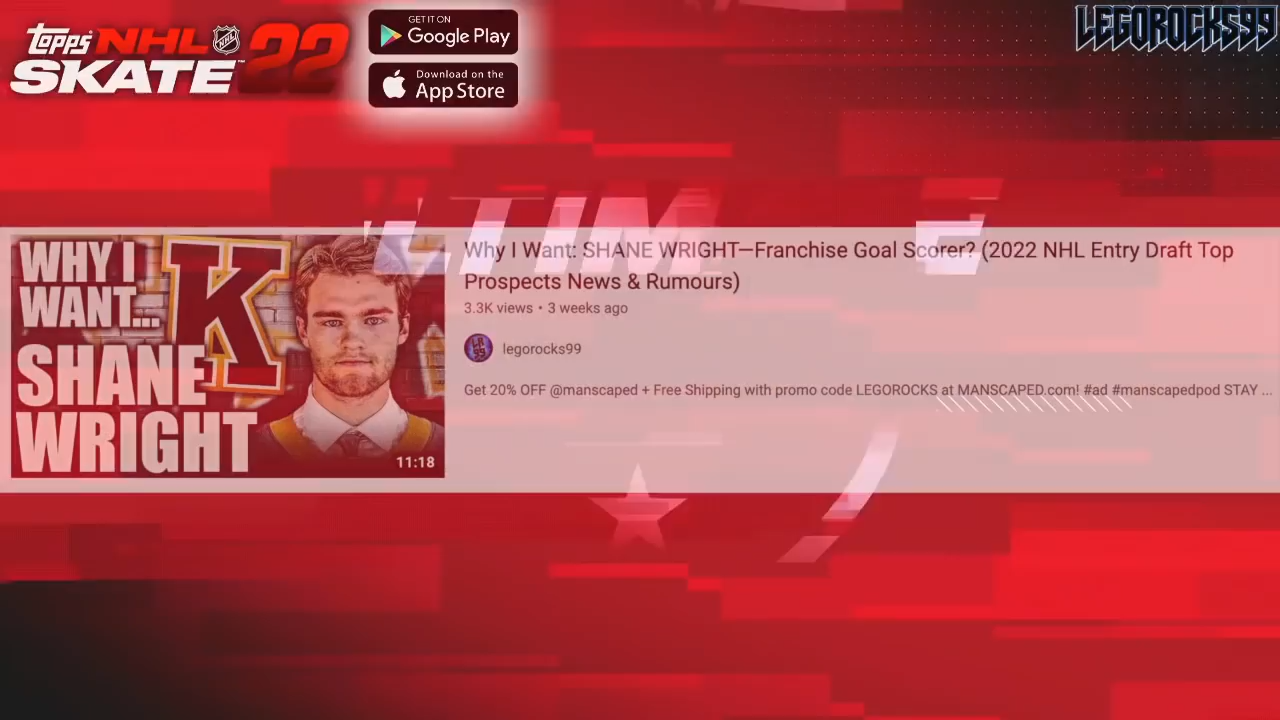 Topps NHL 22
SKATE™
GET IT ON
Google Play
Download on the
App Store
LEGOROCKS99
WHY I
WANT...
SHANE
WRIGHT
K
11:18
Why I Want: SHANE WRIGHT—Franchise Goal Scorer? (2022 NHL Entry Draft Top
Prospects News & Rumours)
3.3K views • 3 weeks ago
LR
99
legorocks99
Get 20% OFF @manscaped + Free Shipping with promo code LEGOROCKS at MANSCAPED.com! #ad #manscapedpod STAY ...